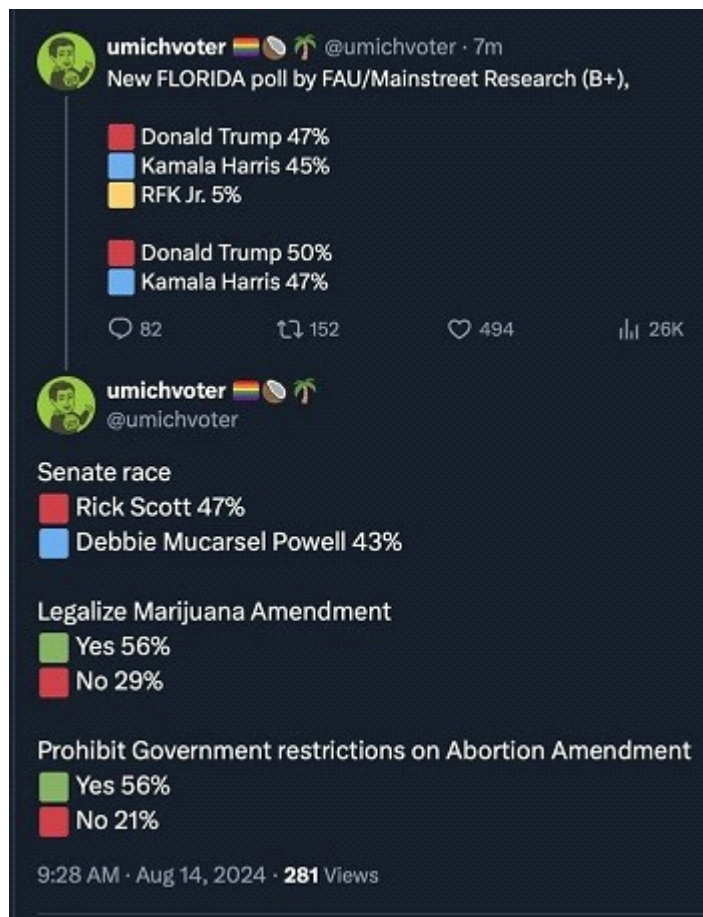 umichvoter 🏳️‍🌈🥥🌴 @umichvoter · 7m
New FLORIDA poll by FAU/Mainstreet Research (B+),
🟥 Donald Trump 47%
🟦 Kamala Harris 45%
🟨 RFK Jr. 5%
🟥 Donald Trump 50%
🟦 Kamala Harris 47%
82 152 494 26K
umichvoter 🏳️‍🌈🥥🌴
@umichvoter
Senate race
🟥 Rick Scott 47%
🟦 Debbie Mucarsel Powell 43%
Legalize Marijuana Amendment
🟩 Yes 56%
🟥 No 29%
Prohibit Government restrictions on Abortion Amendment
🟩 Yes 56%
🟥 No 21%
9:28 AM · Aug 14, 2024 · 281 Views